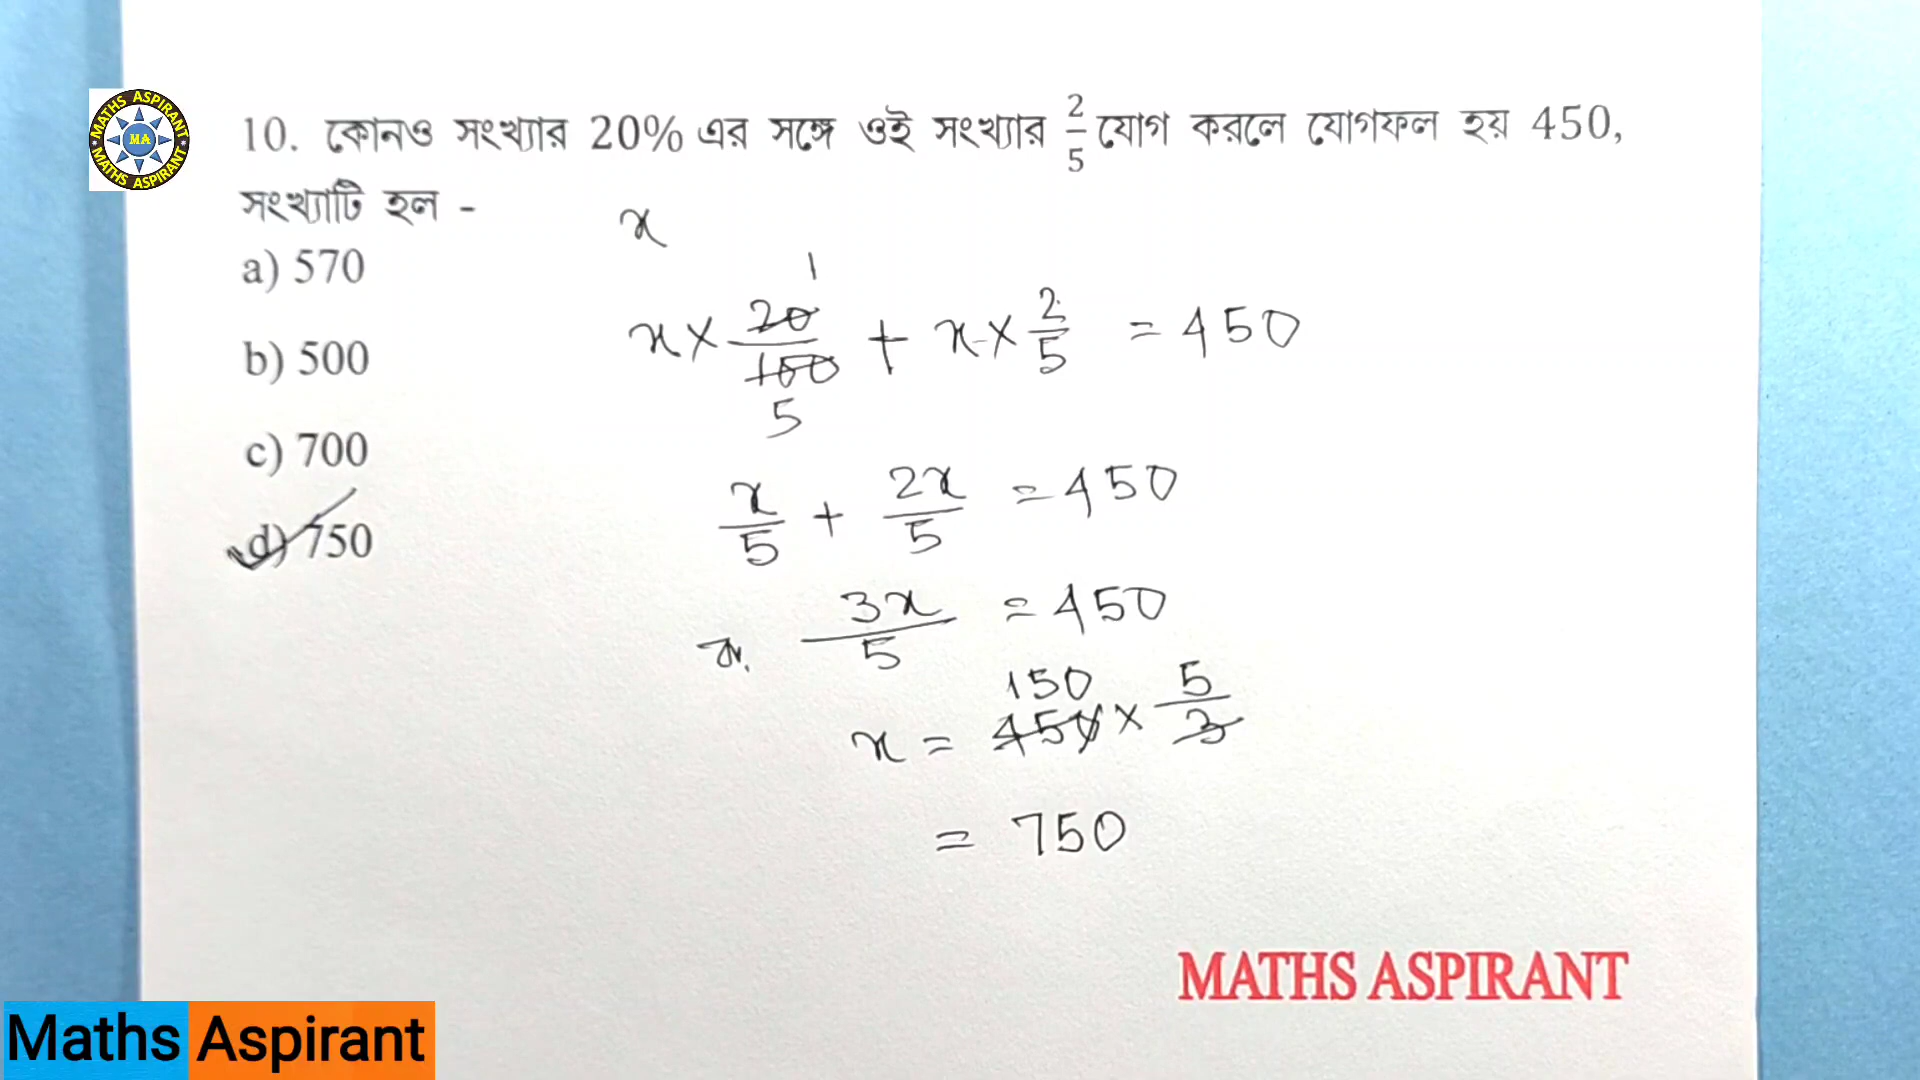 MATHS ASPIRANT
MA
MATHS ASPIRANT
10. কোনও সংখ্যার 20% এর সঙ্গে ওই সংখ্যার 2/5 যোগ করলে যোগফল হয় 450,
সংখ্যাটি হল -
x
a) 570
b) 500
c) 700
d) 750
1
x × 20/100 + x × 2/5 = 450
5
x/5 + 2x/5 = 450
বা, 3x/5 = 450
150
x = 450 × 5/3
= 750
MATHS ASPIRANT
Maths Aspirant